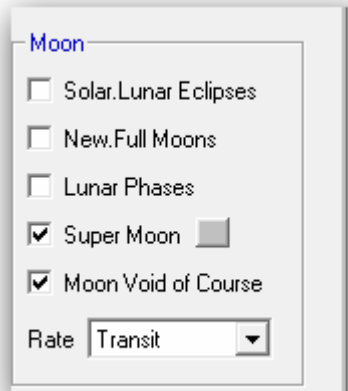 Moon
Solar.Lunar Eclipses
New.Full Moons
Lunar Phases
Super Moon
Moon Void of Course
Rate Transit